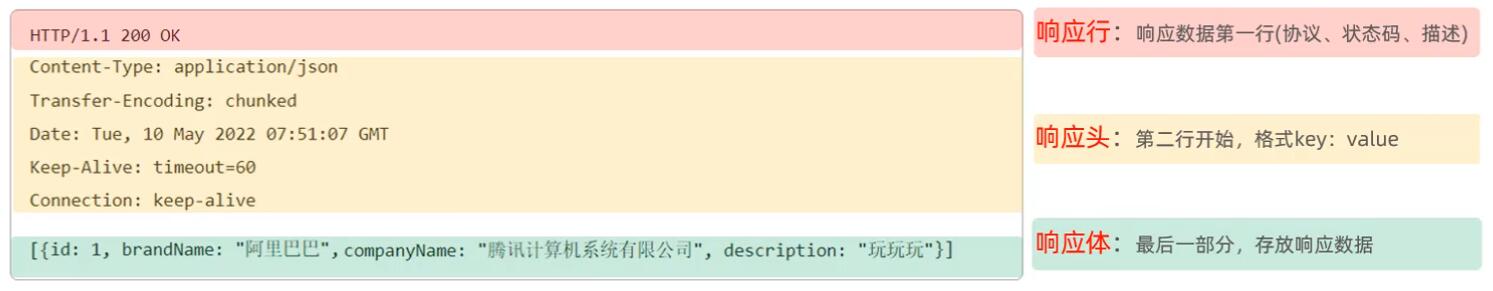 HTTP/1.1 200 OK
Content-Type: application/json
Transfer-Encoding: chunked
Date: Tue, 10 May 2022 07:51:07 GMT
Keep-Alive: timeout=60
Connection: keep-alive
[{id: 1, brandName: "阿里巴巴", companyName: "腾讯计算机系统有限公司", description: "玩玩玩"}]
响应行：响应数据第一行(协议、状态码、描述)
响应头：第二行开始，格式key：value
响应体：最后一部分，存放响应数据